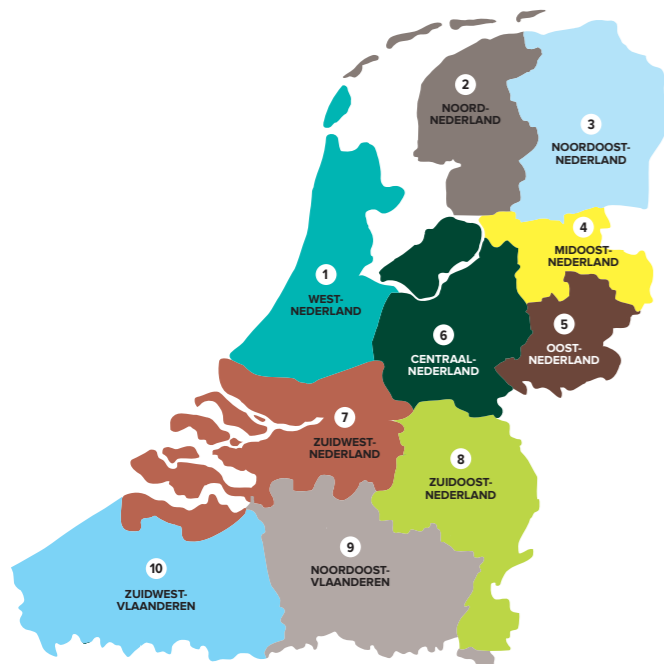 2
NOORD-
NEDERLAND
3
NOORDOOST-
NEDERLAND
4
MIDOOST-
NEDERLAND
1
WEST-
NEDERLAND
5
OOST-
NEDERLAND
6
CENTRAAL-
NEDERLAND
7
ZUIDWEST-
NEDERLAND
8
ZUIDOOST-
NEDERLAND
9
NOORDOOST-
VLAANDEREN
10
ZUIDWEST-
VLAANDEREN